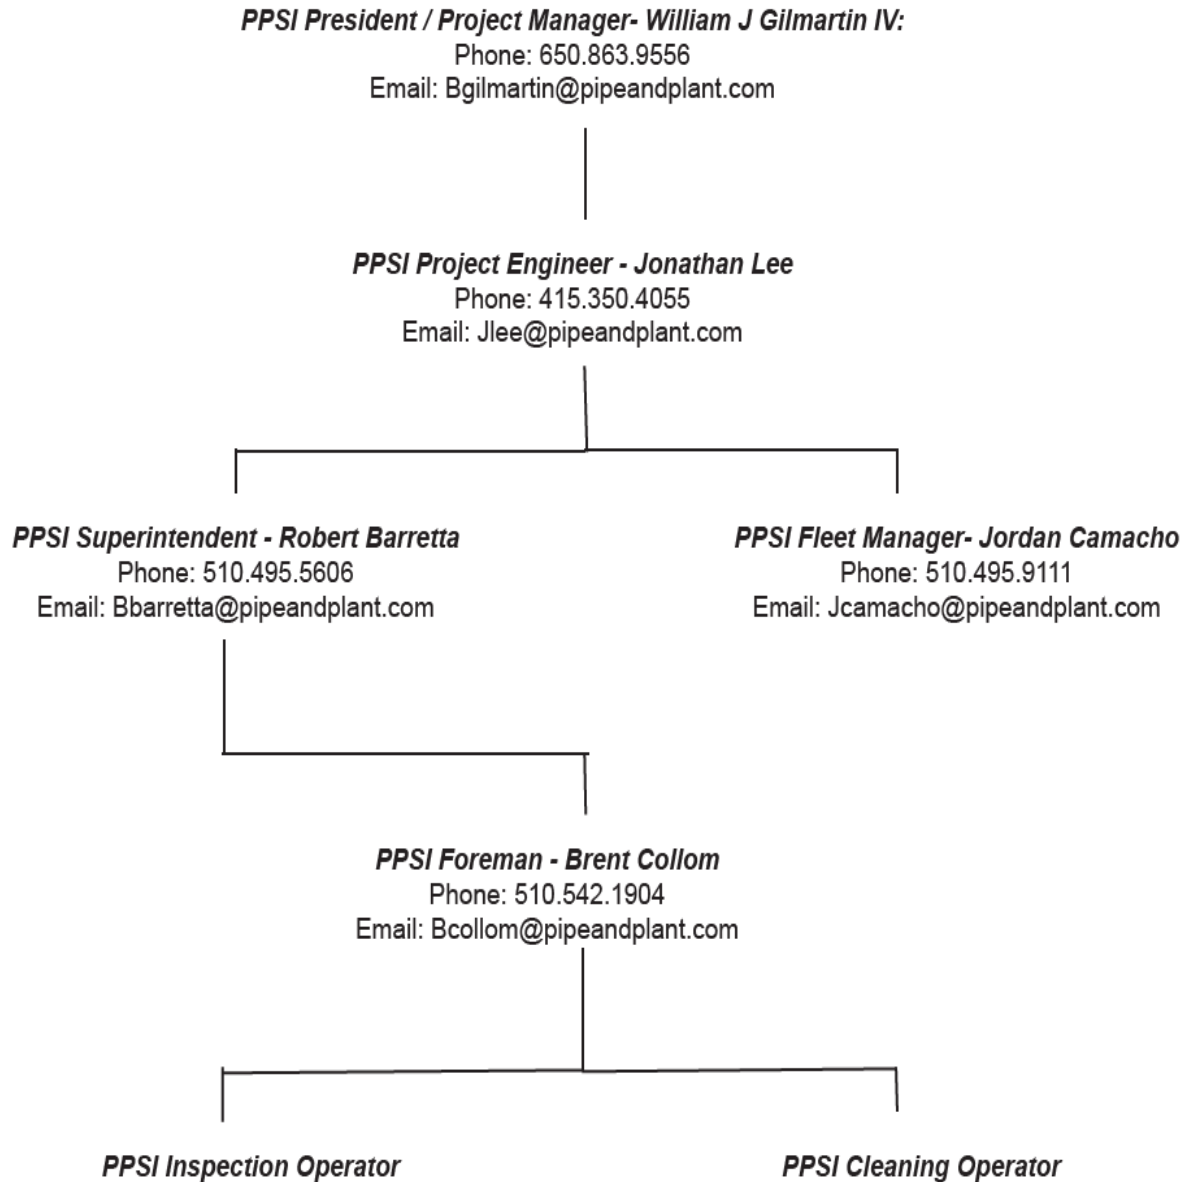 PPSI President / Project Manager- William J Gilmartin IV:
Phone: 650.863.9556
Email: Bgilmartin@pipeandplant.com
PPSI Project Engineer - Jonathan Lee
Phone: 415.350.4055
Email: Jlee@pipeandplant.com
PPSI Superintendent - Robert Barretta
Phone: 510.495.5606
Email: Bbarretta@pipeandplant.com
PPSI Fleet Manager- Jordan Camacho
Phone: 510.495.9111
Email: Jcamacho@pipeandplant.com
PPSI Foreman - Brent Collom
Phone: 510.542.1904
Email: Bcollom@pipeandplant.com
PPSI Inspection Operator
PPSI Cleaning Operator